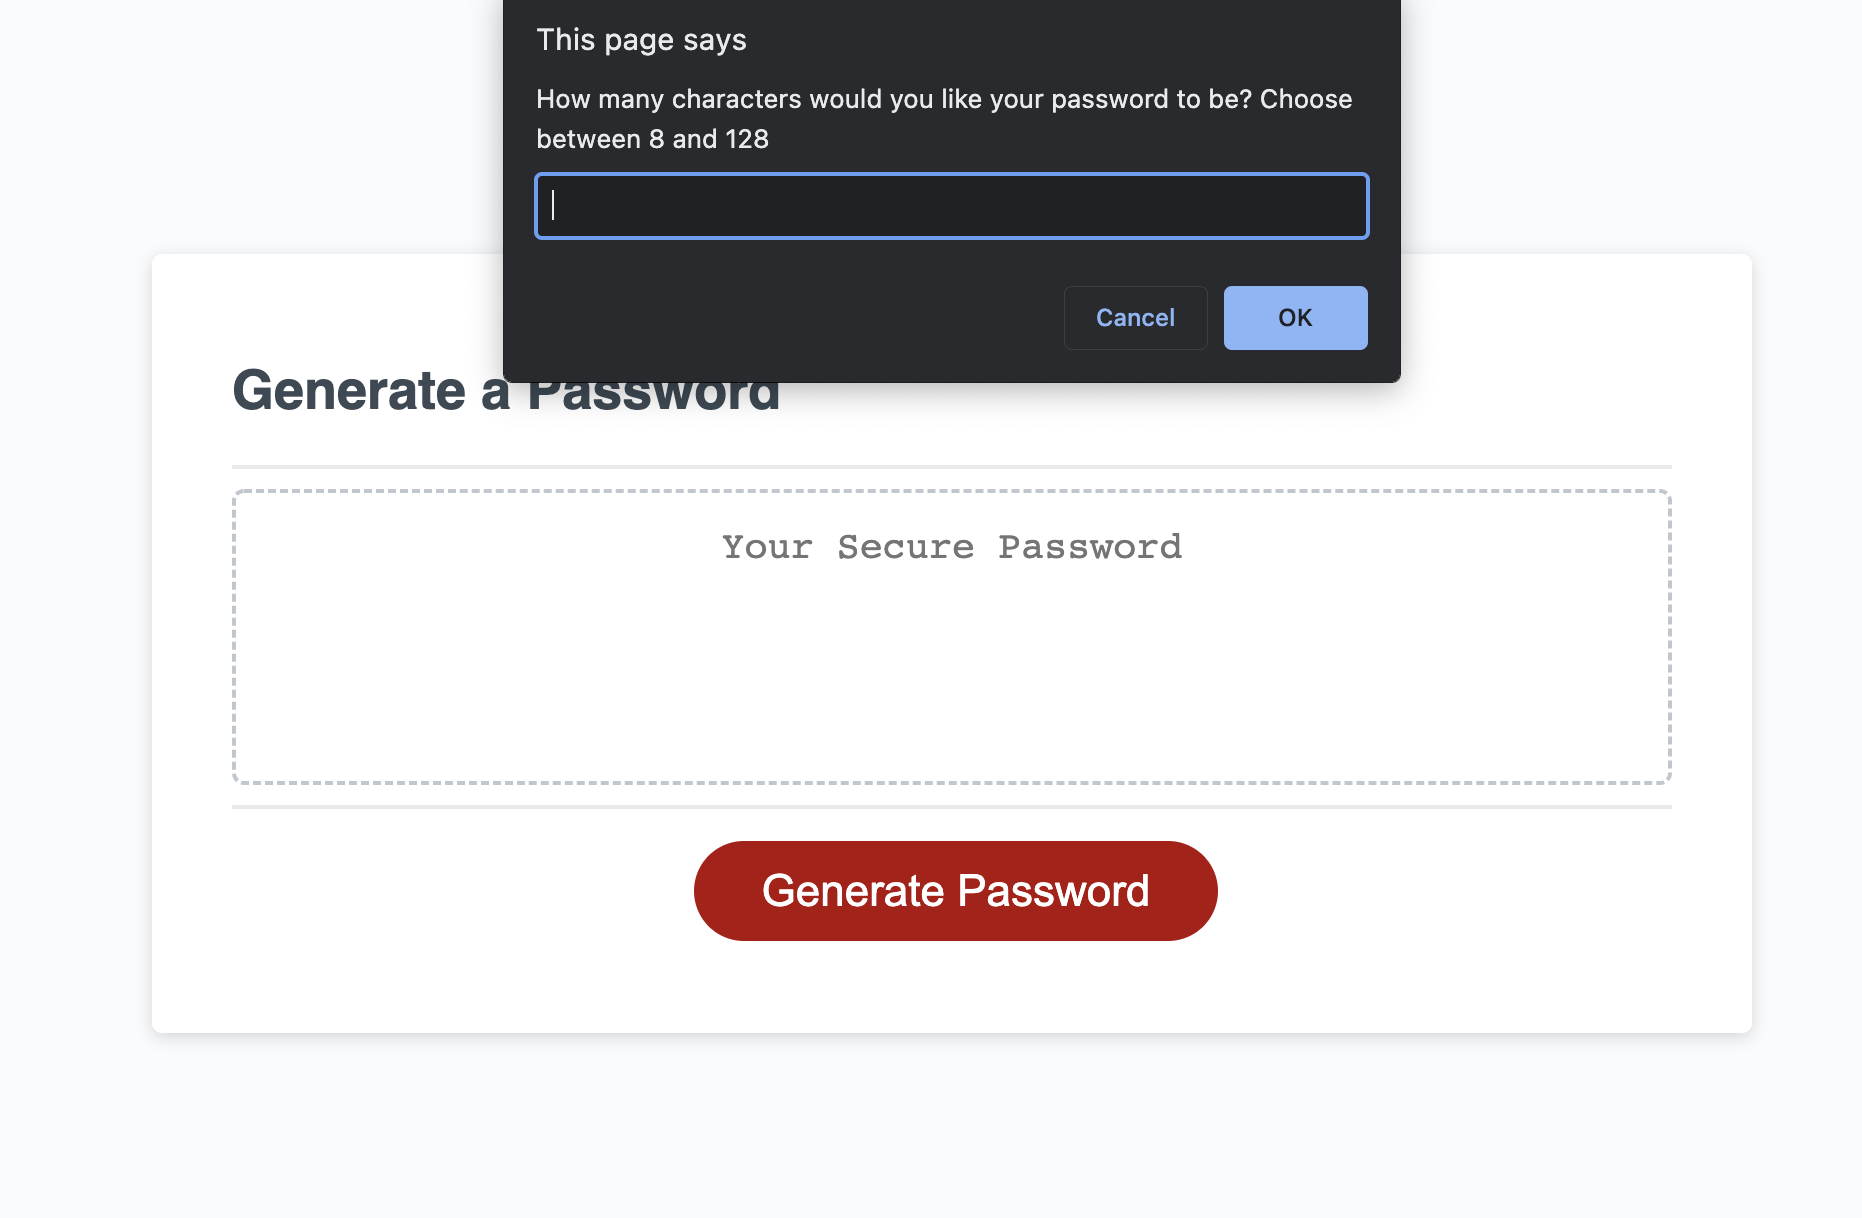 This page says
How many characters would you like your password to be? Choose
between 8 and 128
Cancel
OK
Generate a Password
Your Secure Password
Generate Password